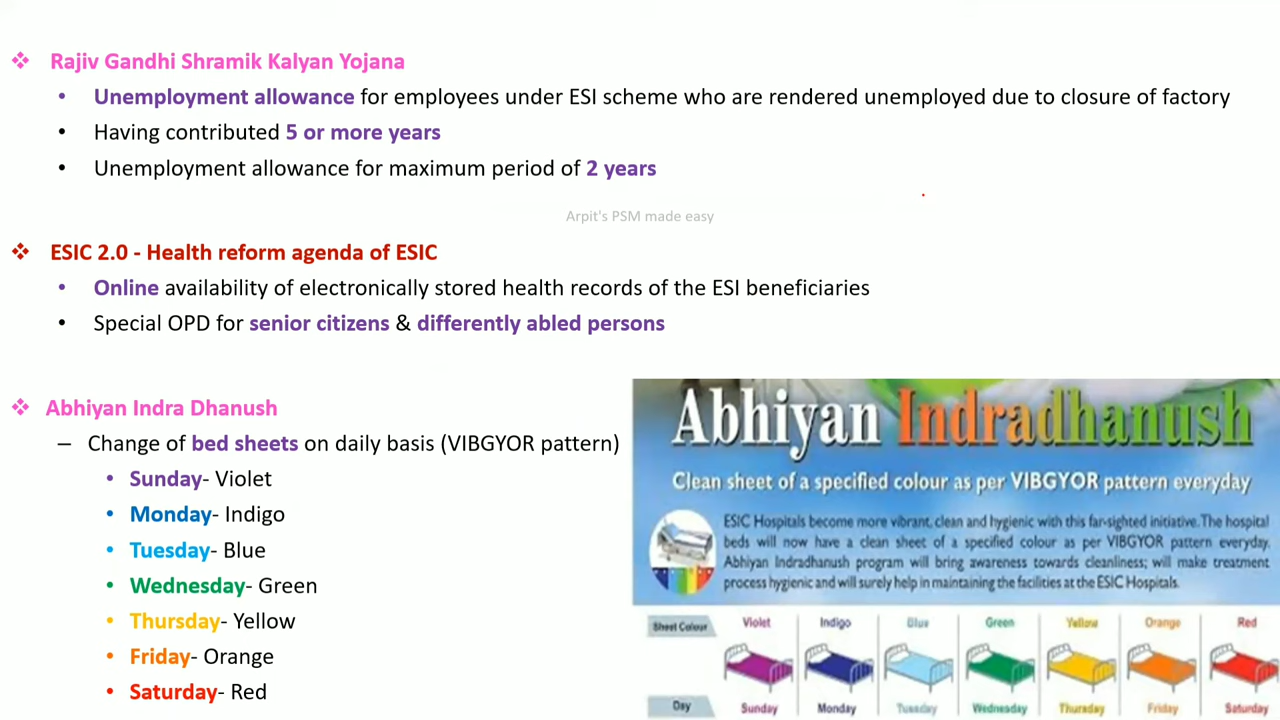 Rajiv Gandhi Shramik Kalyan Yojana
Unemployment allowance for employees under ESI scheme who are rendered unemployed due to closure of factory
Having contributed 5 or more years
Unemployment allowance for maximum period of 2 years
Arpit's PSM made easy
ESIC 2.0 - Health reform agenda of ESIC
Online availability of electronically stored health records of the ESI beneficiaries
Special OPD for senior citizens & differently abled persons
Abhiyan Indra Dhanush
– Change of bed sheets on daily basis (VIBGYOR pattern)
Sunday- Violet
Monday- Indigo
Tuesday- Blue
Wednesday- Green
Thursday- Yellow
Friday- Orange
Saturday- Red
Abhiyan Indradhanush
Clean sheet of a specified colour as per VIBGYOR pattern everyday
ESIC Hospitals become more vibrant, clean and hygienic with this far-sighted initiative. The hospital
beds will now have a clean sheet of a specified colour as per VIBGYOR pattern everyday.
Abhiyan Indradhanush program will bring awareness towards cleanliness; will make treatment
process hygienic and will surely help in maintaining the facilities at the ESIC Hospitals.
Sheet Colour Violet Indigo Blue Green Yellow Orange Red
Day Sunday Monday Tuesday Wednesday Thursday Friday Saturday